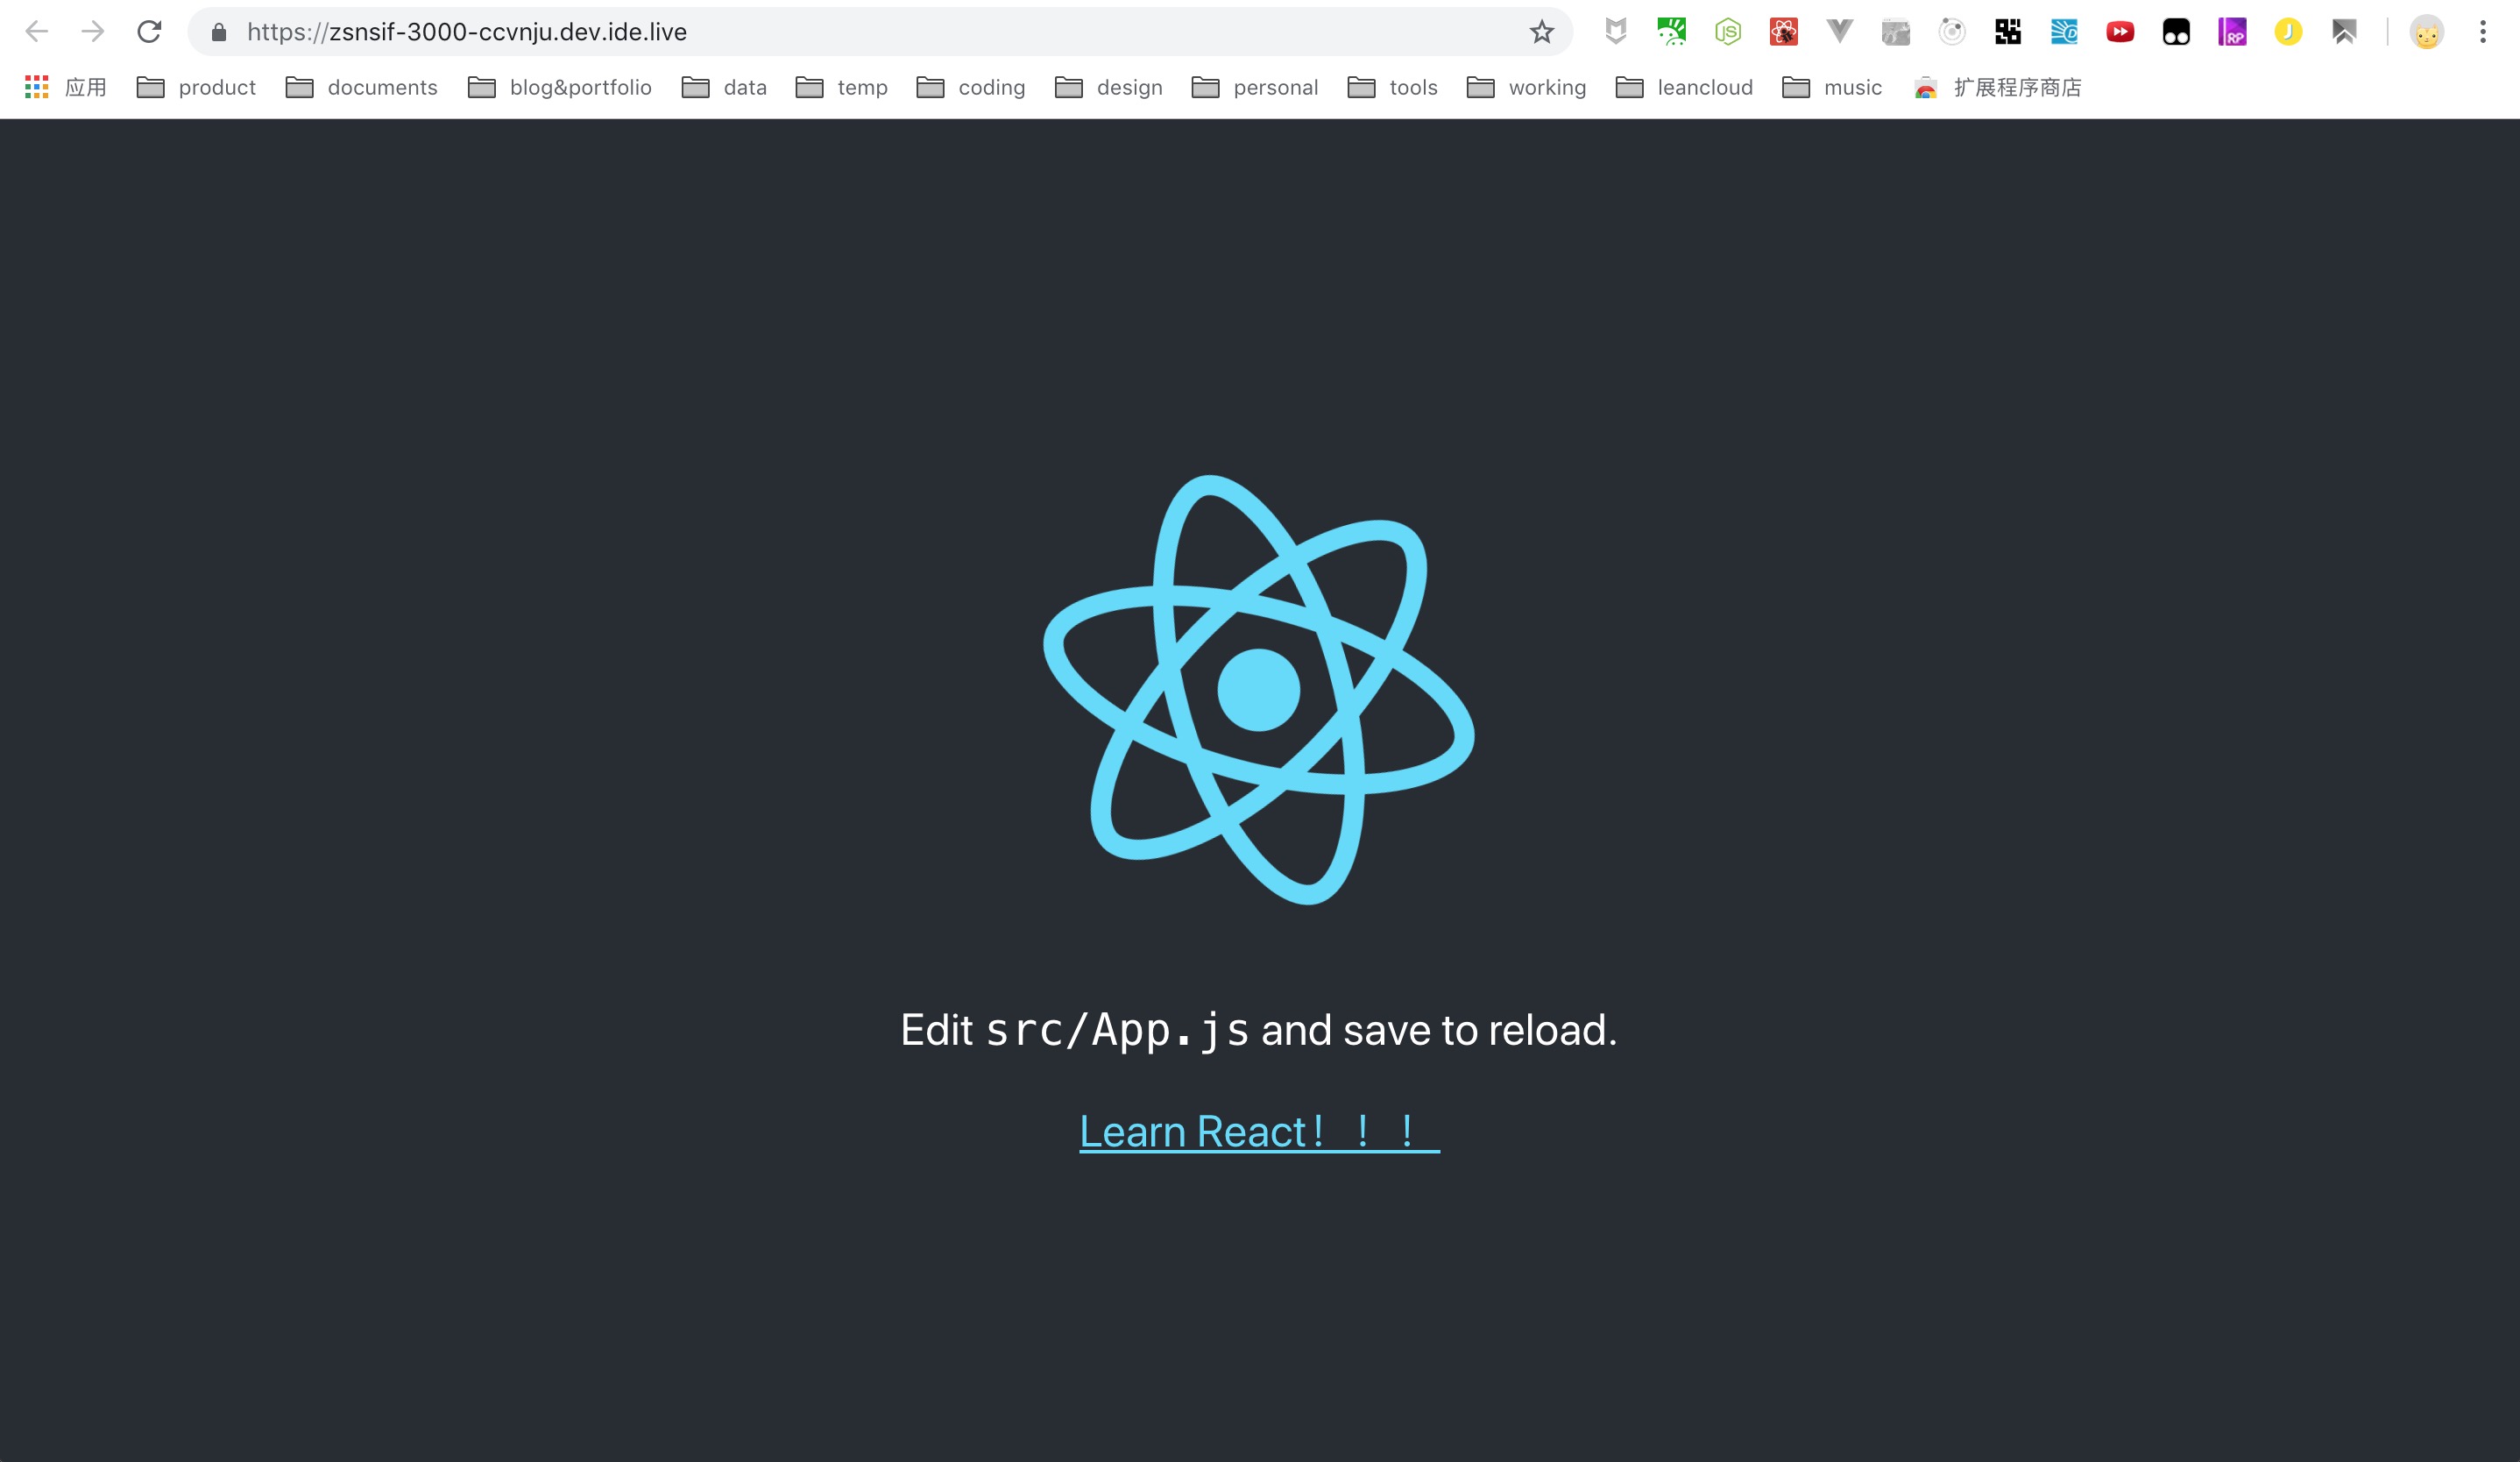 https://zsnsif-3000-ccvnju.dev.ide.live
JS
D
RP
J
应用 product documents blog&portfolio data temp coding design personal tools working leancloud music 扩展程序商店
Edit src/App.js and save to reload.
Learn React！！！